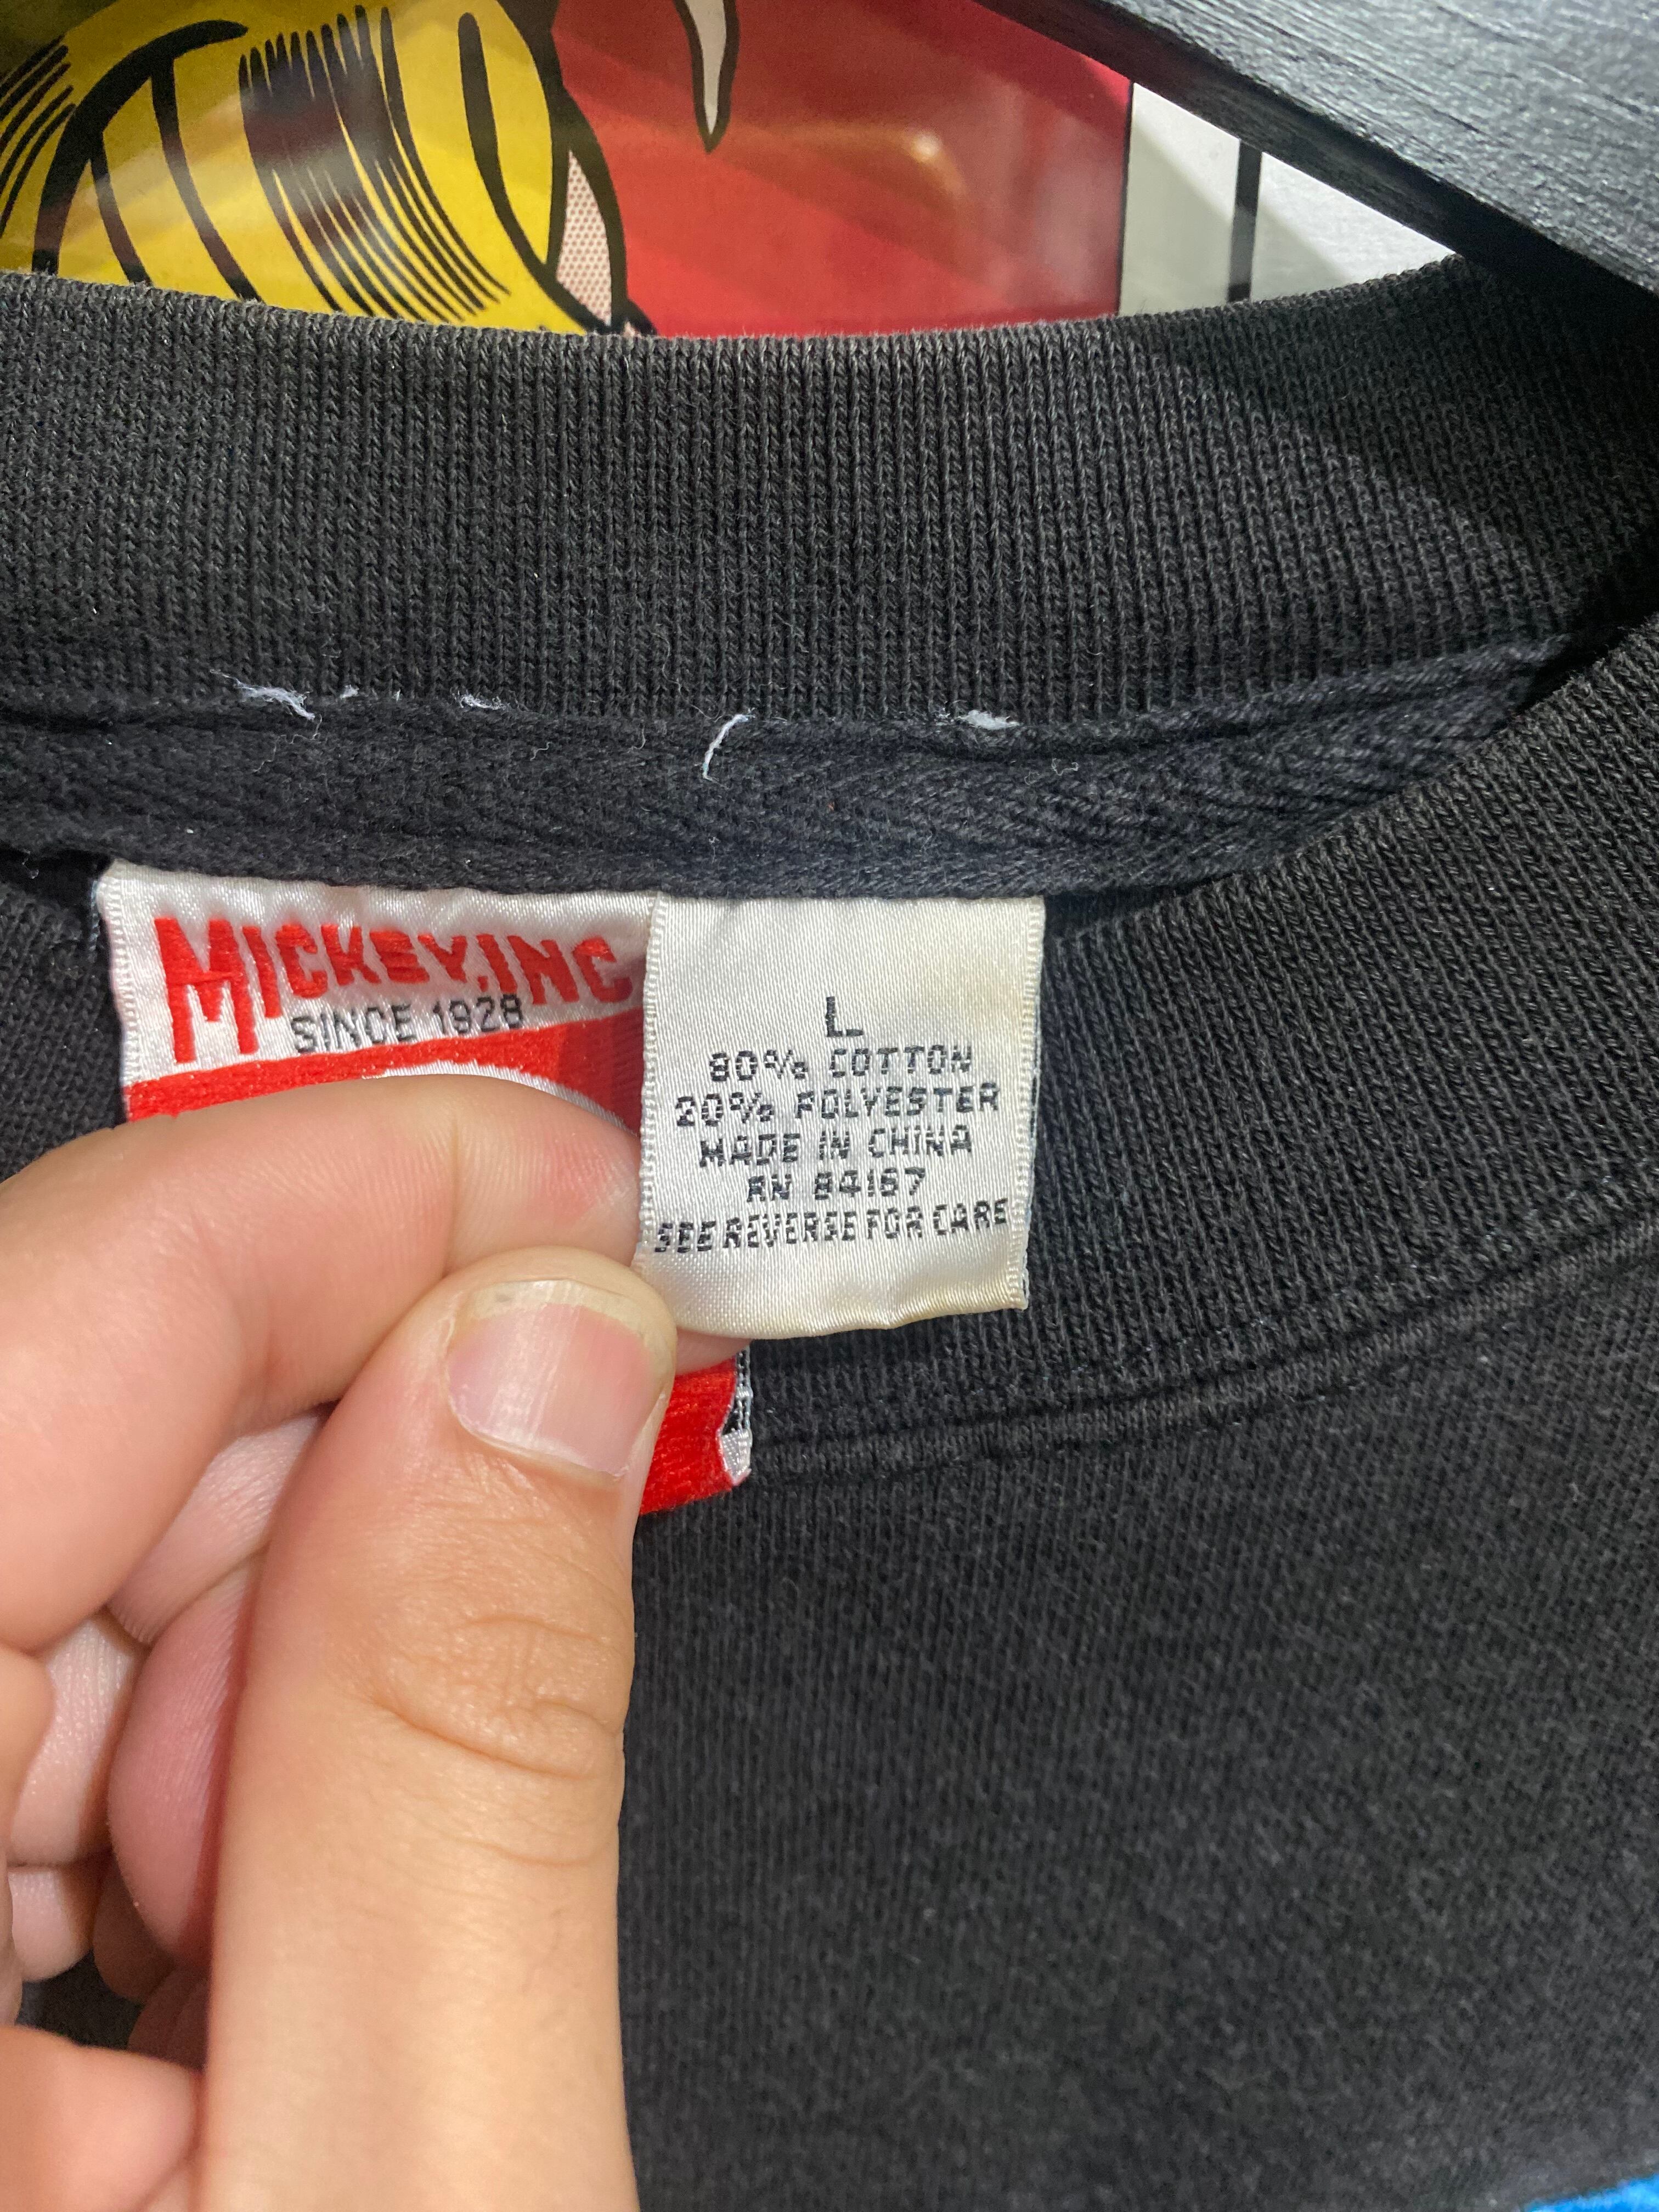 MICKEY, INC
SINCE 1928
L
80% COTTON
20% POLYESTER
MADE IN CHINA
RN 84167
SEE REVERSE FOR CARE